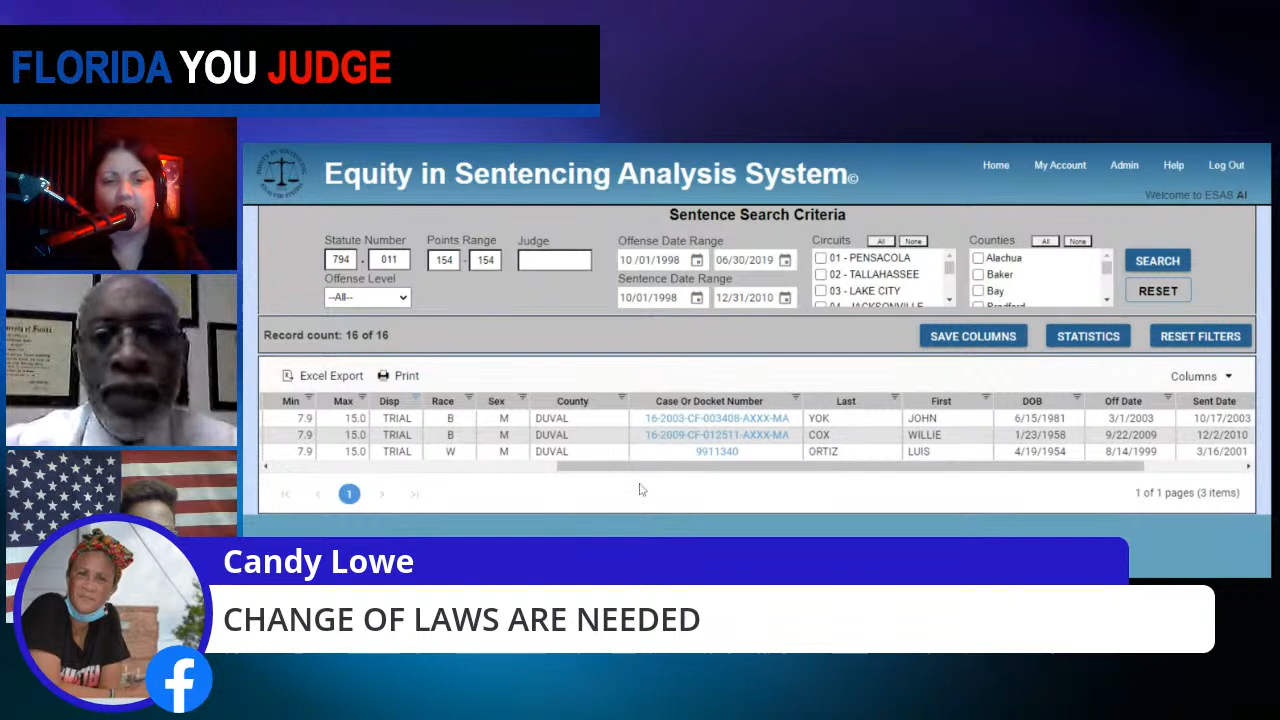 FLORIDA YOU JUDGE
Equity in Sentencing Analysis System©
Home My Account Admin Help Log Out
Welcome to ESAS AI
Sentence Search Criteria
Statute Number Points Range Judge Offense Date Range Circuits All None Counties All None
794 . 011 154 - 154 10/01/1998 06/30/2019 01 - PENSACOLA Alachua SEARCH
Offense Level Sentence Date Range 02 - TALLAHASSEE Baker
--All-- 10/01/1998 12/31/2010 03 - LAKE CITY Bay RESET
04 - JACKSONVILLE Bradford
Record count: 16 of 16 SAVE COLUMNS STATISTICS RESET FILTERS
Excel Export Print Columns
Min Max Disp Race Sex County Case Or Docket Number Last First DOB Off Date Sent Date
7.9 15.0 TRIAL B M DUVAL 16-2003-CF-003408-AXXX-MA YOK JOHN 6/15/1981 3/1/2003 10/17/2003
7.9 15.0 TRIAL B M DUVAL 16-2009-CF-012511-AXXX-MA COX WILLIE 1/23/1958 9/22/2009 12/2/2010
7.9 15.0 TRIAL W M DUVAL 9911340 ORTIZ LUIS 4/19/1954 8/14/1999 3/16/2001
1 1 of 1 pages (3 items)
Candy Lowe
CHANGE OF LAWS ARE NEEDED